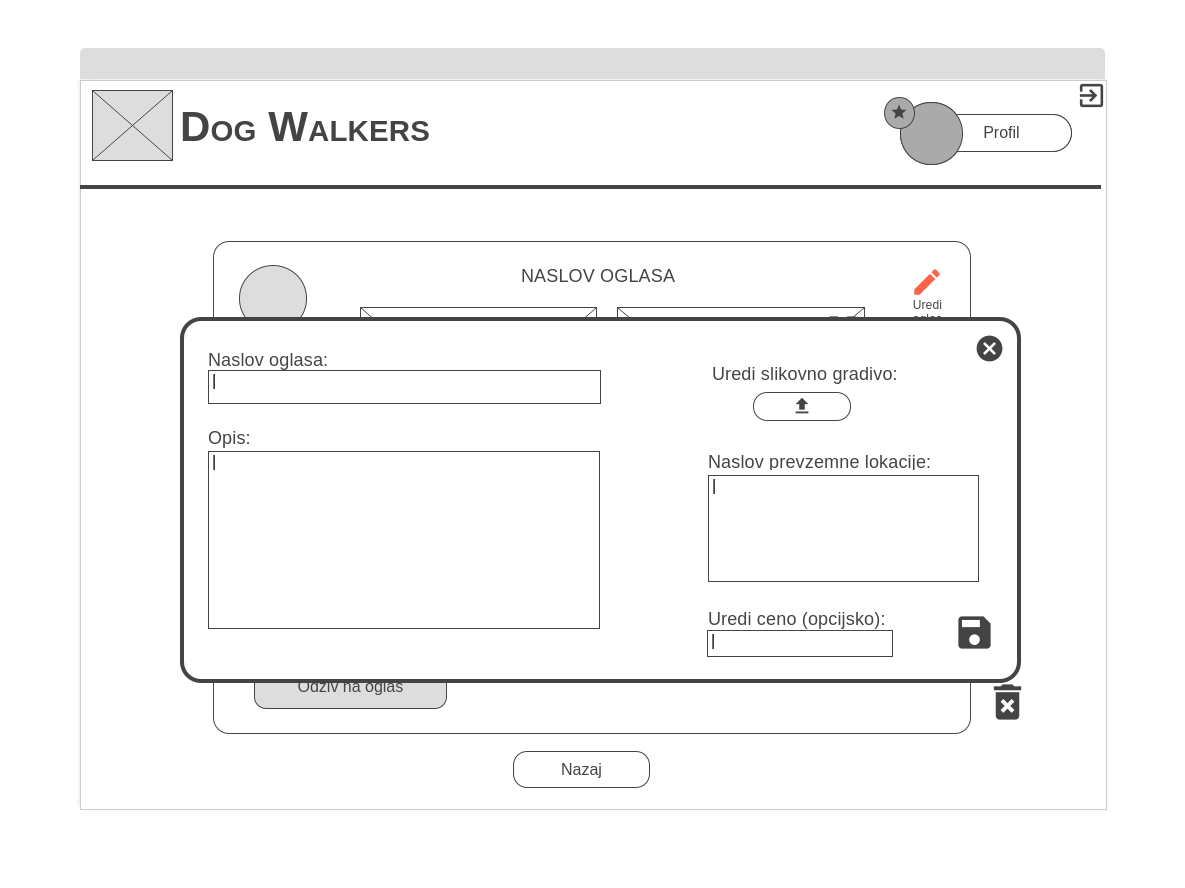 Dog Walkers
Profil
NASLOV OGLASA
Uredi
oglas
Naslov oglasa:
Uredi slikovno gradivo:
Opis:
Naslov prevzemne lokacije:
Uredi ceno (opcijsko):
Odziv na oglas
Nazaj